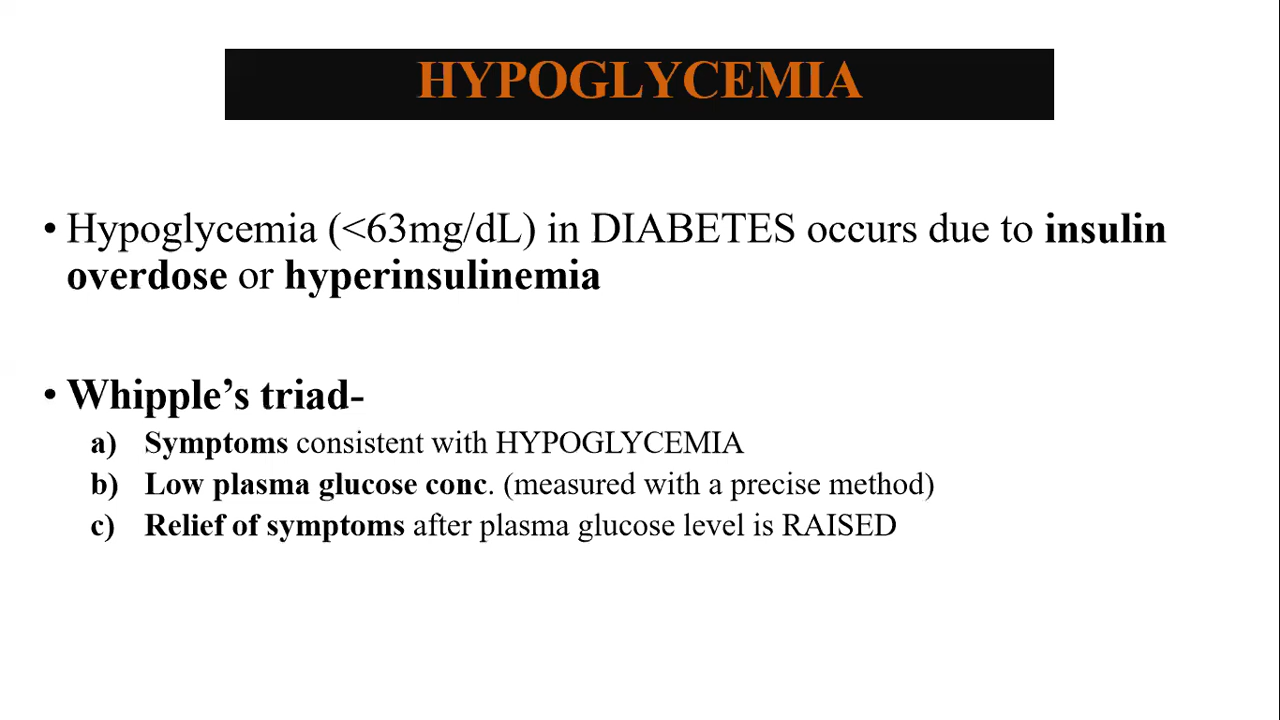 HYPOGLYCEMIA
• Hypoglycemia (<63mg/dL) in DIABETES occurs due to insulin
overdose or hyperinsulinemia
• Whipple’s triad-
a) Symptoms consistent with HYPOGLYCEMIA
b) Low plasma glucose conc. (measured with a precise method)
c) Relief of symptoms after plasma glucose level is RAISED